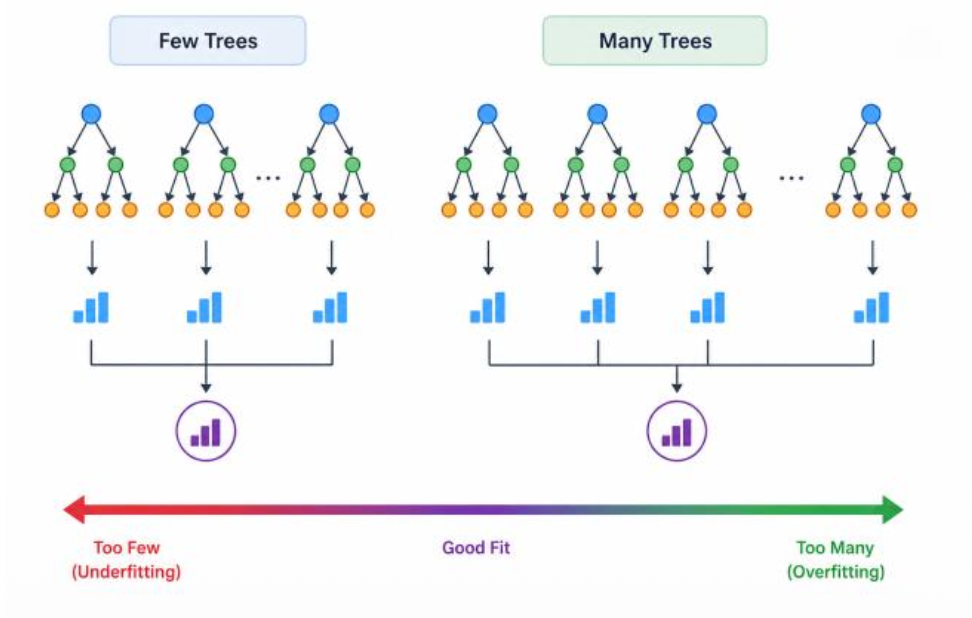 Few Trees
Many Trees
...
...
Too Few
(Underfitting)
Good Fit
Too Many
(Overfitting)